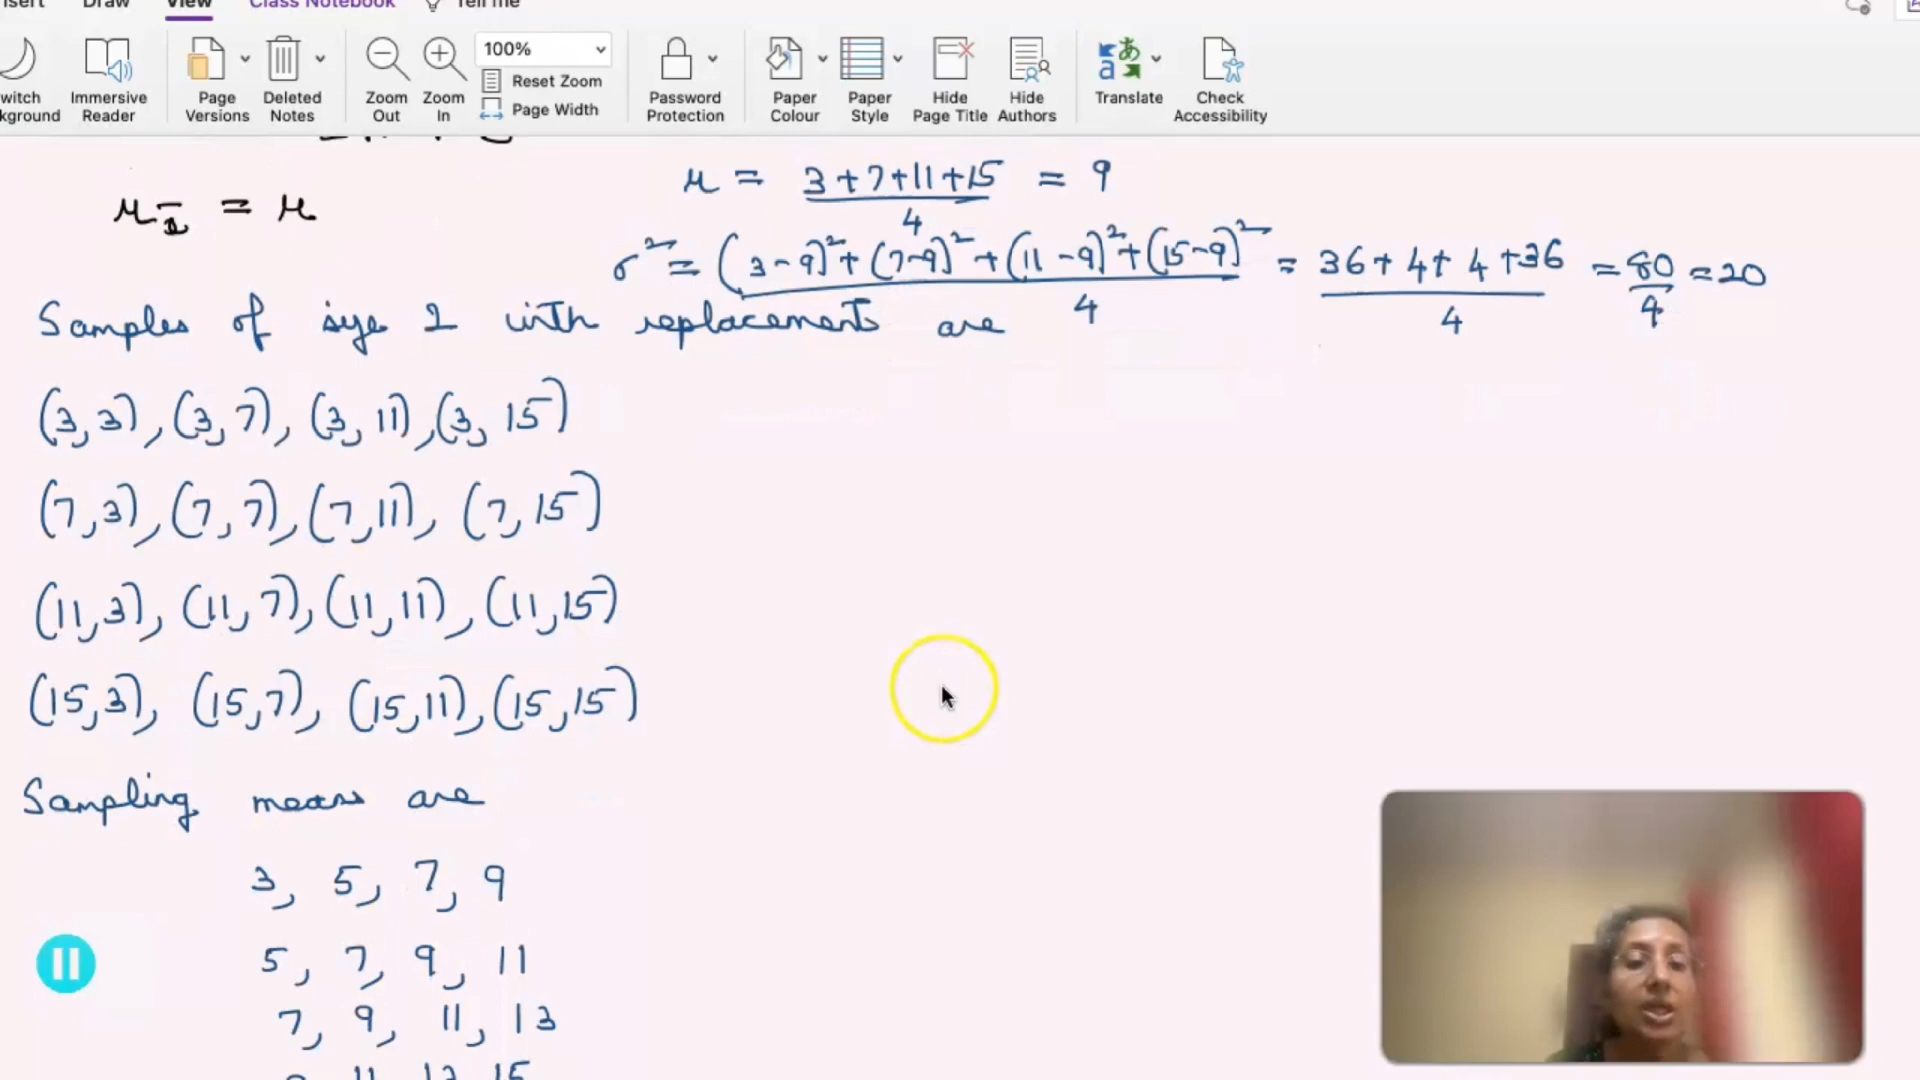 nsert Draw View Class Notebook Tell me
witch
kground
Immersive
Reader
Page
Versions
Deleted
Notes
Zoom
Out
Zoom
In
100%
Reset Zoom
Page Width
Password
Protection
Paper
Colour
Paper
Style
Hide
Page Title
Hide
Authors
Translate
Check
Accessibility
μ = (3+7+11+15)/4 = 9
μx̄ = μ
σ² = ((3-9)²+(7-9)²+(11-9)²+(15-9)²)/4 = (36+4+4+36)/4 = 80/4 = 20
Samples of size 2 with replacement are
(3,3), (3,7), (3,11), (3,15)
(7,3), (7,7), (7,11), (7,15)
(11,3), (11,7), (11,11), (11,15)
(15,3), (15,7), (15,11), (15,15)
Sampling means are
3, 5, 7, 9
5, 7, 9, 11
7, 9, 11, 13
9 11 13 15